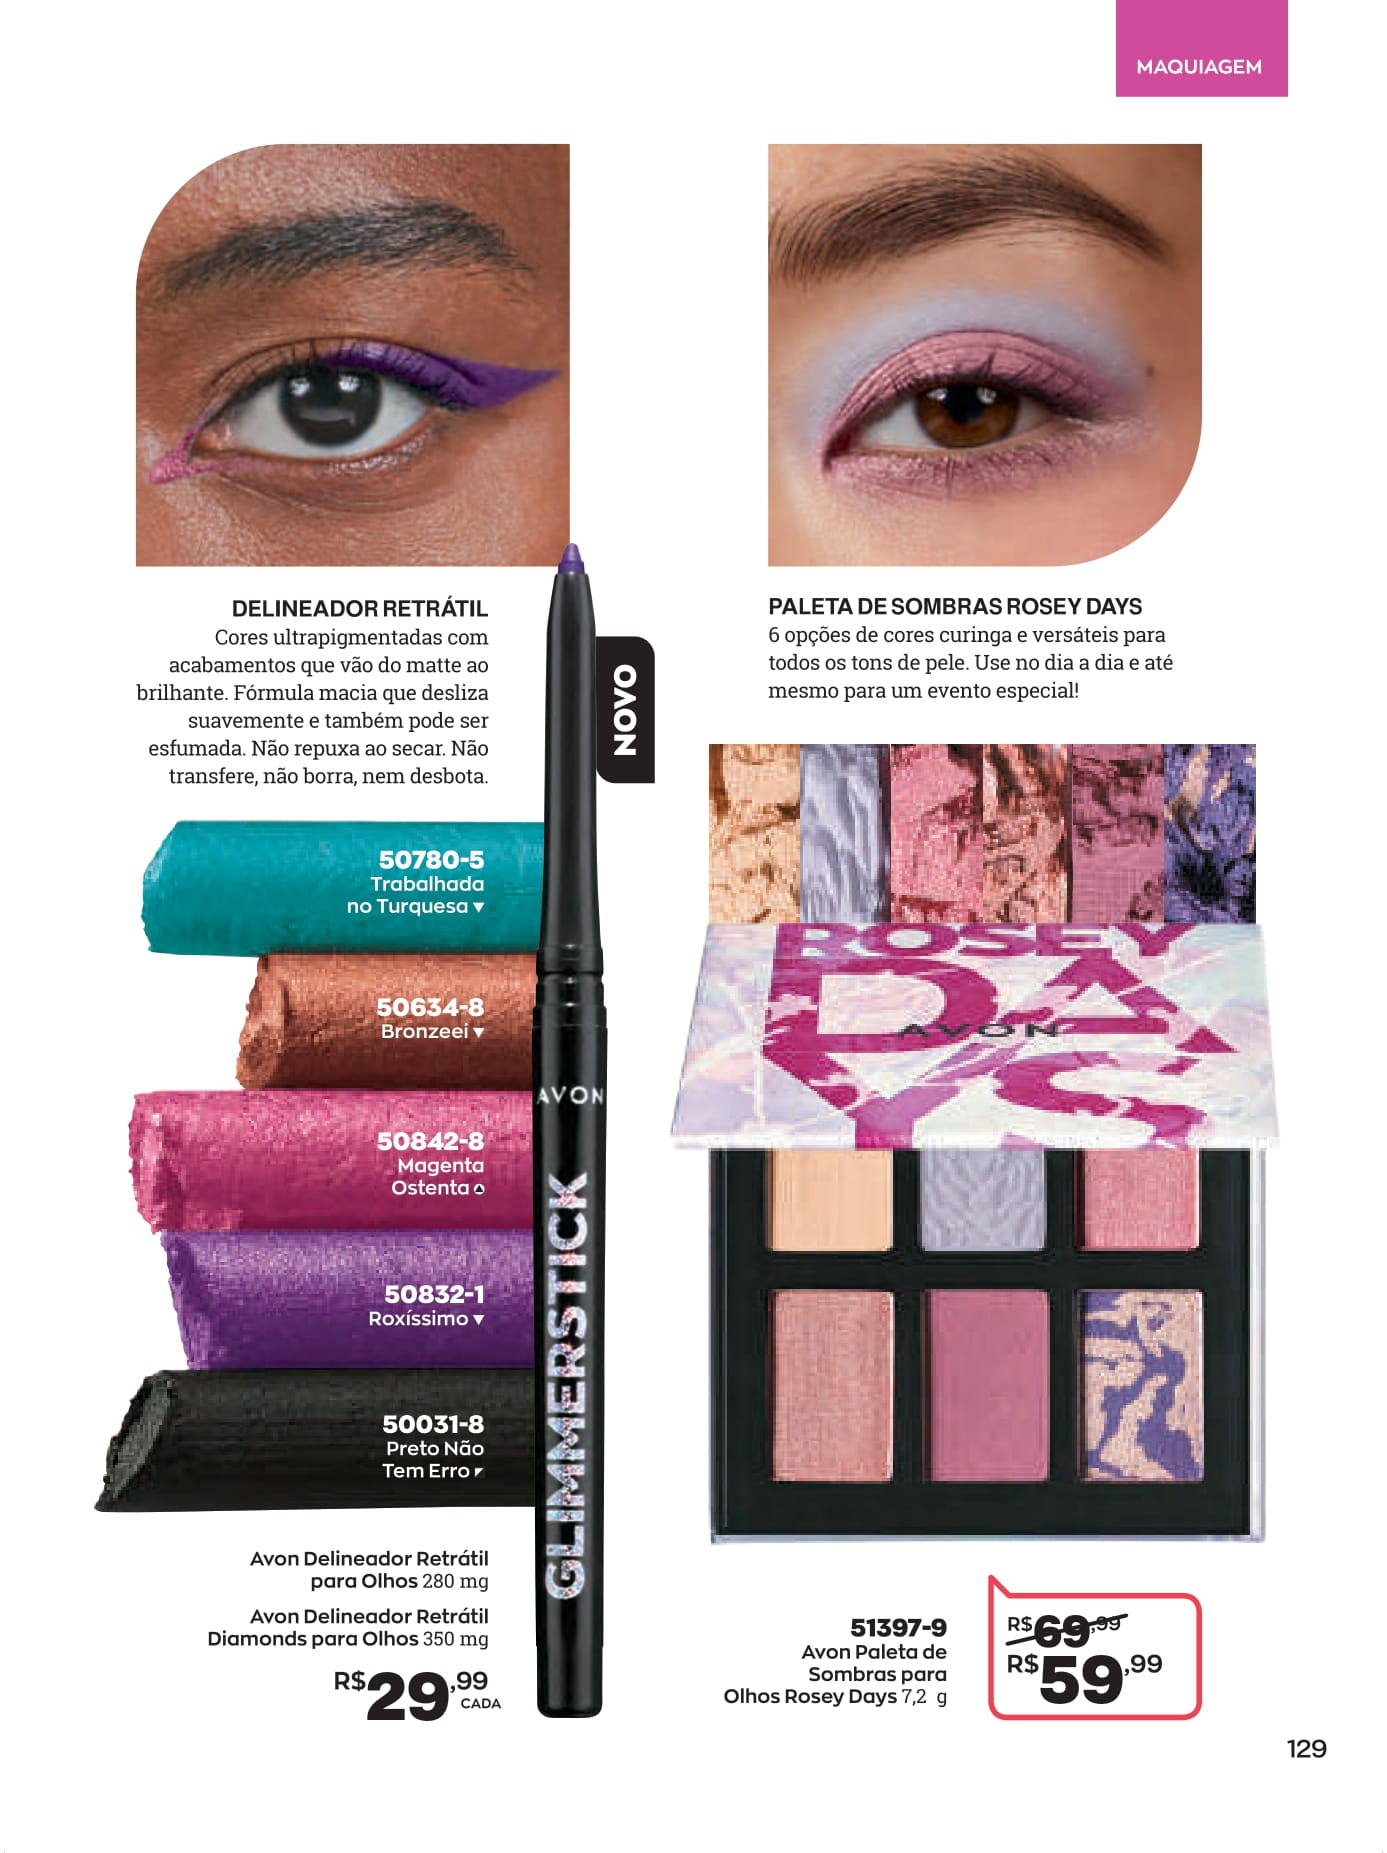 MAQUIAGEM
DELINEADOR RETRÁTIL
Cores ultrapigmentadas com
acabamentos que vão do matte ao
brilhante. Fórmula macia que desliza
suavemente e também pode ser
esfumada. Não repuxa ao secar. Não
transfere, não borra, nem desbota.
NOVO
PALETA DE SOMBRAS ROSEY DAYS
6 opções de cores curinga e versáteis para
todos os tons de pele. Use no dia a dia e até
mesmo para um evento especial!
50780-5
Trabalhada
no Turquesa ▼
50634-8
Bronzeei ▼
50842-8
Magenta
Ostenta ▲
50832-1
Roxíssimo ▼
50031-8
Preto Não
Tem Erro ◤
AVON
GLIMMERSTICK
ROSEY
DA
YS
AVON
Avon Delineador Retrátil
para Olhos 280 mg
Avon Delineador Retrátil
Diamonds para Olhos 350 mg
R$29,99
CADA
51397-9
Avon Paleta de
Sombras para
Olhos Rosey Days 7,2 g
R$69,99
R$59,99
129